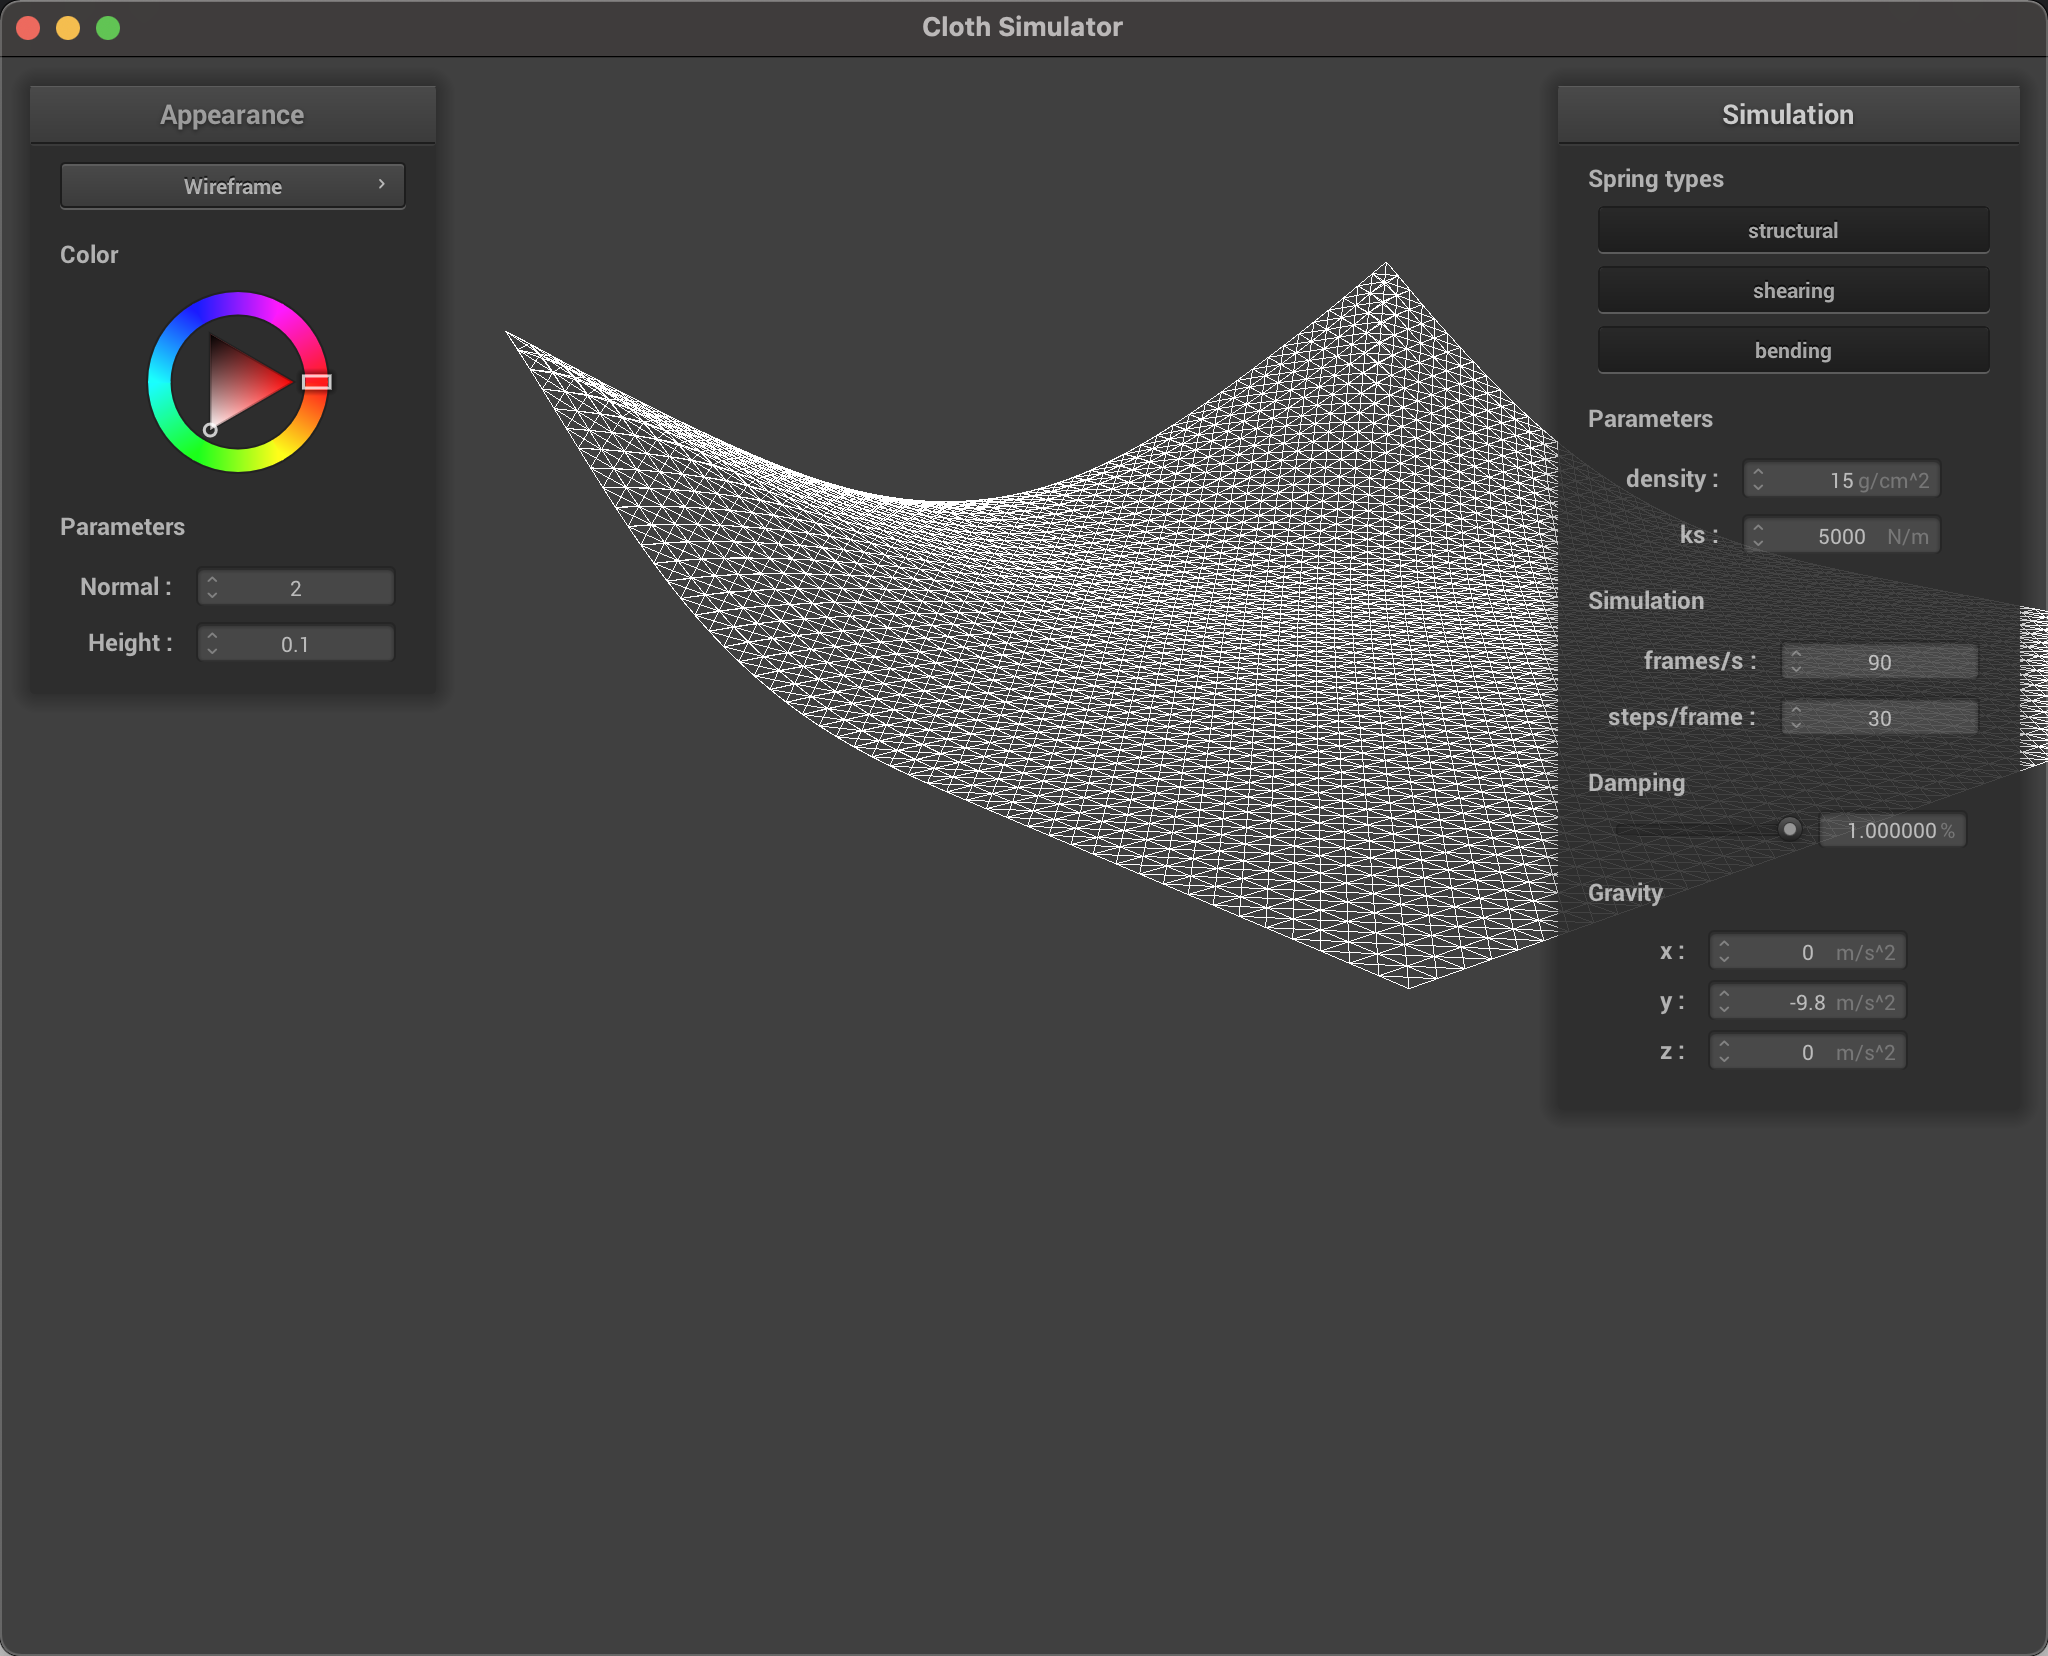 Cloth Simulator
Appearance
Wireframe
Color
Parameters
Normal : 2
Height : 0.1
Simulation
Spring types
structural
shearing
bending
Parameters
density : 15 g/cm^2
ks : 5000 N/m
Simulation
frames/s : 90
steps/frame : 30
Damping
1.000000 %
Gravity
x : 0 m/s^2
y : -9.8 m/s^2
z : 0 m/s^2